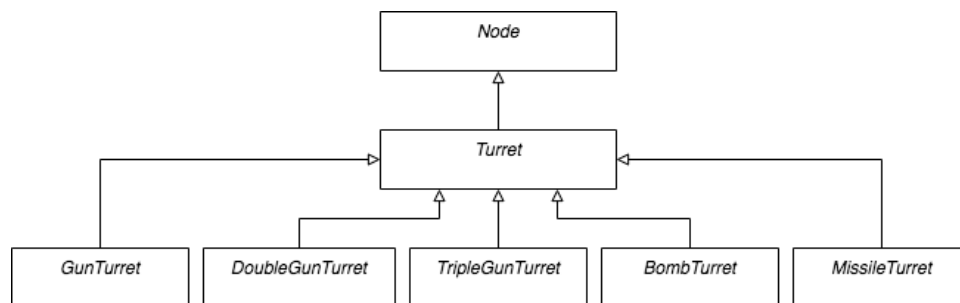 Node
Turret
GunTurret
DoubleGunTurret
TripleGunTurret
BombTurret
MissileTurret